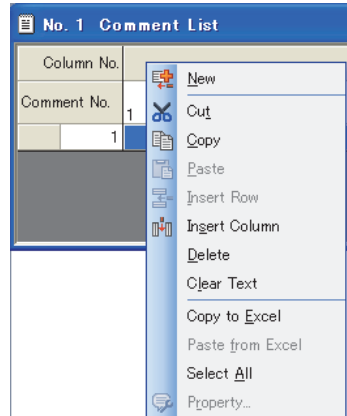 No. 1 Comment List
Column No.
Comment No.
1
1
New
Cut
Copy
Paste
Insert Row
Insert Column
Delete
Clear Text
Copy to Excel
Paste from Excel
Select All
Property...